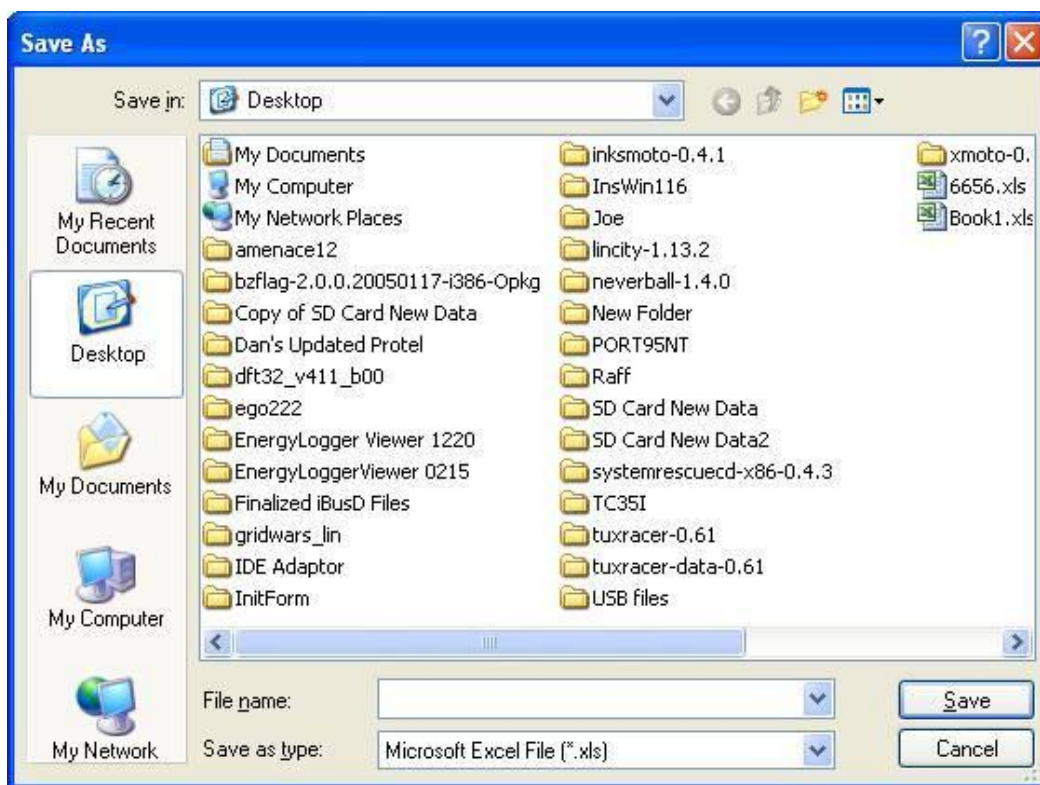 Save As
Save in:
Desktop
My Recent
Documents
Desktop
My Documents
My Computer
My Network
My Documents
My Computer
My Network Places
amenace12
bzflag-2.0.0.20050117-i386-Opkg
Copy of SD Card New Data
Dan's Updated Protel
dft32_v411_b00
ego222
EnergyLogger Viewer 1220
EnergyLoggerViewer 0215
Finalized iBusD Files
gridwars_lin
IDE Adaptor
InitForm
inksmoto-0.4.1
InsWin116
Joe
lincity-1.13.2
neverball-1.4.0
New Folder
PORT95NT
Raff
SD Card New Data
SD Card New Data2
systemrescuecd-x86-0.4.3
TC35I
tuxracer-0.61
tuxracer-data-0.61
USB files
xmoto-0.
6656.xls
Book1.xls
File name:
Save
Save as type:
Microsoft Excel File (*.xls)
Cancel